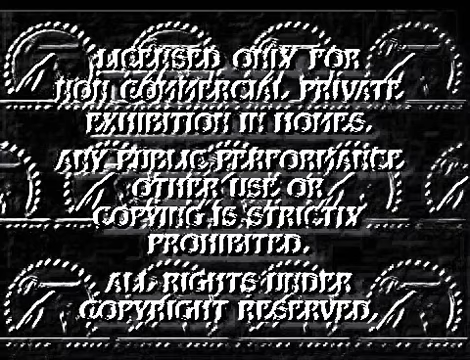 LICENSED ONLY FOR
NON COMMERCIAL PRIVATE
EXHIBITION IN HOMES.
ANY PUBLIC PERFORMANCE
OTHER USE OR
COPYING IS STRICTLY
PROHIBITED.
ALL RIGHTS UNDER
COPYRIGHT RESERVED.